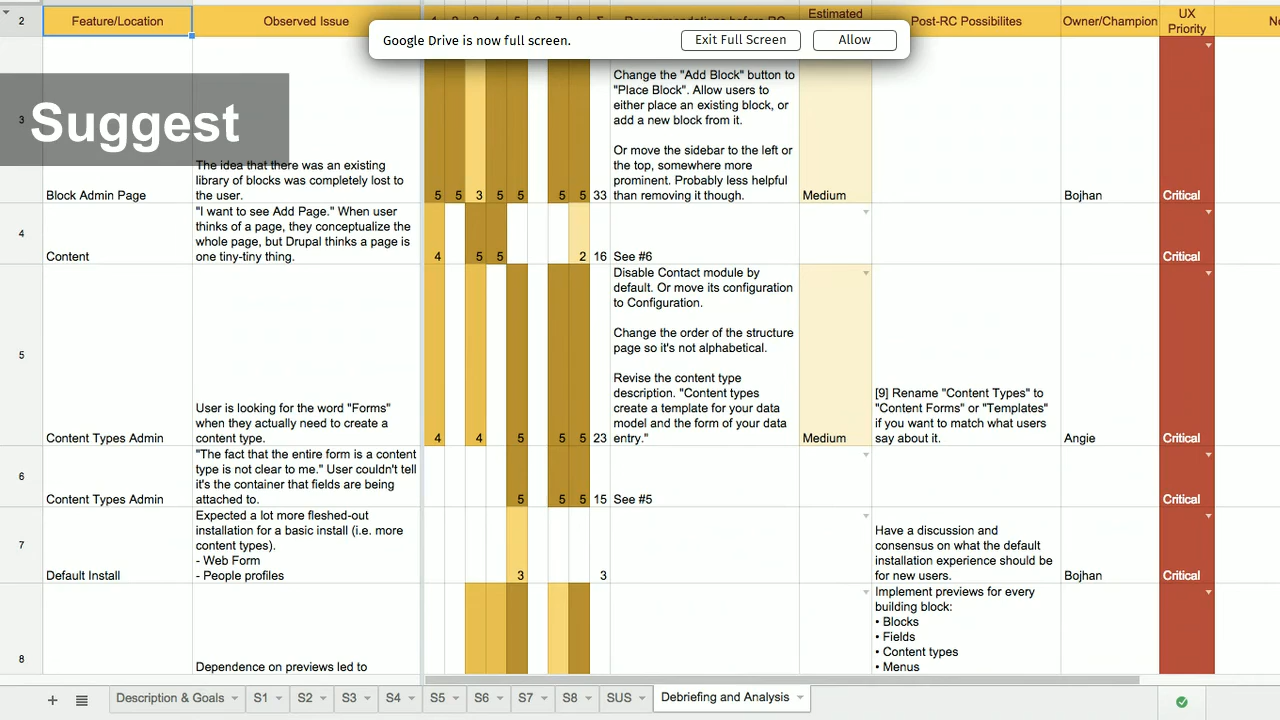 2
Feature/Location
Observed Issue
Estimated
Post-RC Possibilites
Owner/Champion
UX
Priority
Google Drive is now full screen.
Exit Full Screen
Allow
Suggest
3
Block Admin Page
The idea that there was an existing
library of blocks was completely lost to
the user.
5 5 3 5 5 5 5 33
Change the "Add Block" button to
"Place Block". Allow users to
either place an existing block, or
add a new block from it.
Or move the sidebar to the left or
the top, somewhere more
prominent. Probably less helpful
than removing it though.
Medium
Bojhan
Critical
4
Content
"I want to see Add Page." When user
thinks of a page, they conceptualize the
whole page, but Drupal thinks a page is
one tiny-tiny thing.
4 5 5 2 16
See #6
Critical
5
Content Types Admin
User is looking for the word "Forms"
when they actually need to create a
content type.
4 4 5 5 5 23
Disable Contact module by
default. Or move its configuration
to Configuration.
Change the order of the structure
page so it's not alphabetical.
Revise the content type
description. "Content types
create a template for your data
model and the form of your data
entry."
Medium
[9] Rename "Content Types" to
"Content Forms" or "Templates"
if you want to match what users
say about it.
Angie
Critical
6
Content Types Admin
"The fact that the entire form is a content
type is not clear to me." User couldn't tell
it's the container that fields are being
attached to.
5 5 5 15
See #5
Critical
7
Default Install
Expected a lot more fleshed-out
installation for a basic install (i.e. more
content types).
- Web Form
- People profiles
3 3
Have a discussion and
consensus on what the default
installation experience should be
for new users.
Bojhan
Critical
8
Dependence on previews led to
Implement previews for every
building block:
• Blocks
• Fields
• Content types
• Menus
Description & Goals
S1
S2
S3
S4
S5
S6
S7
S8
SUS
Debriefing and Analysis